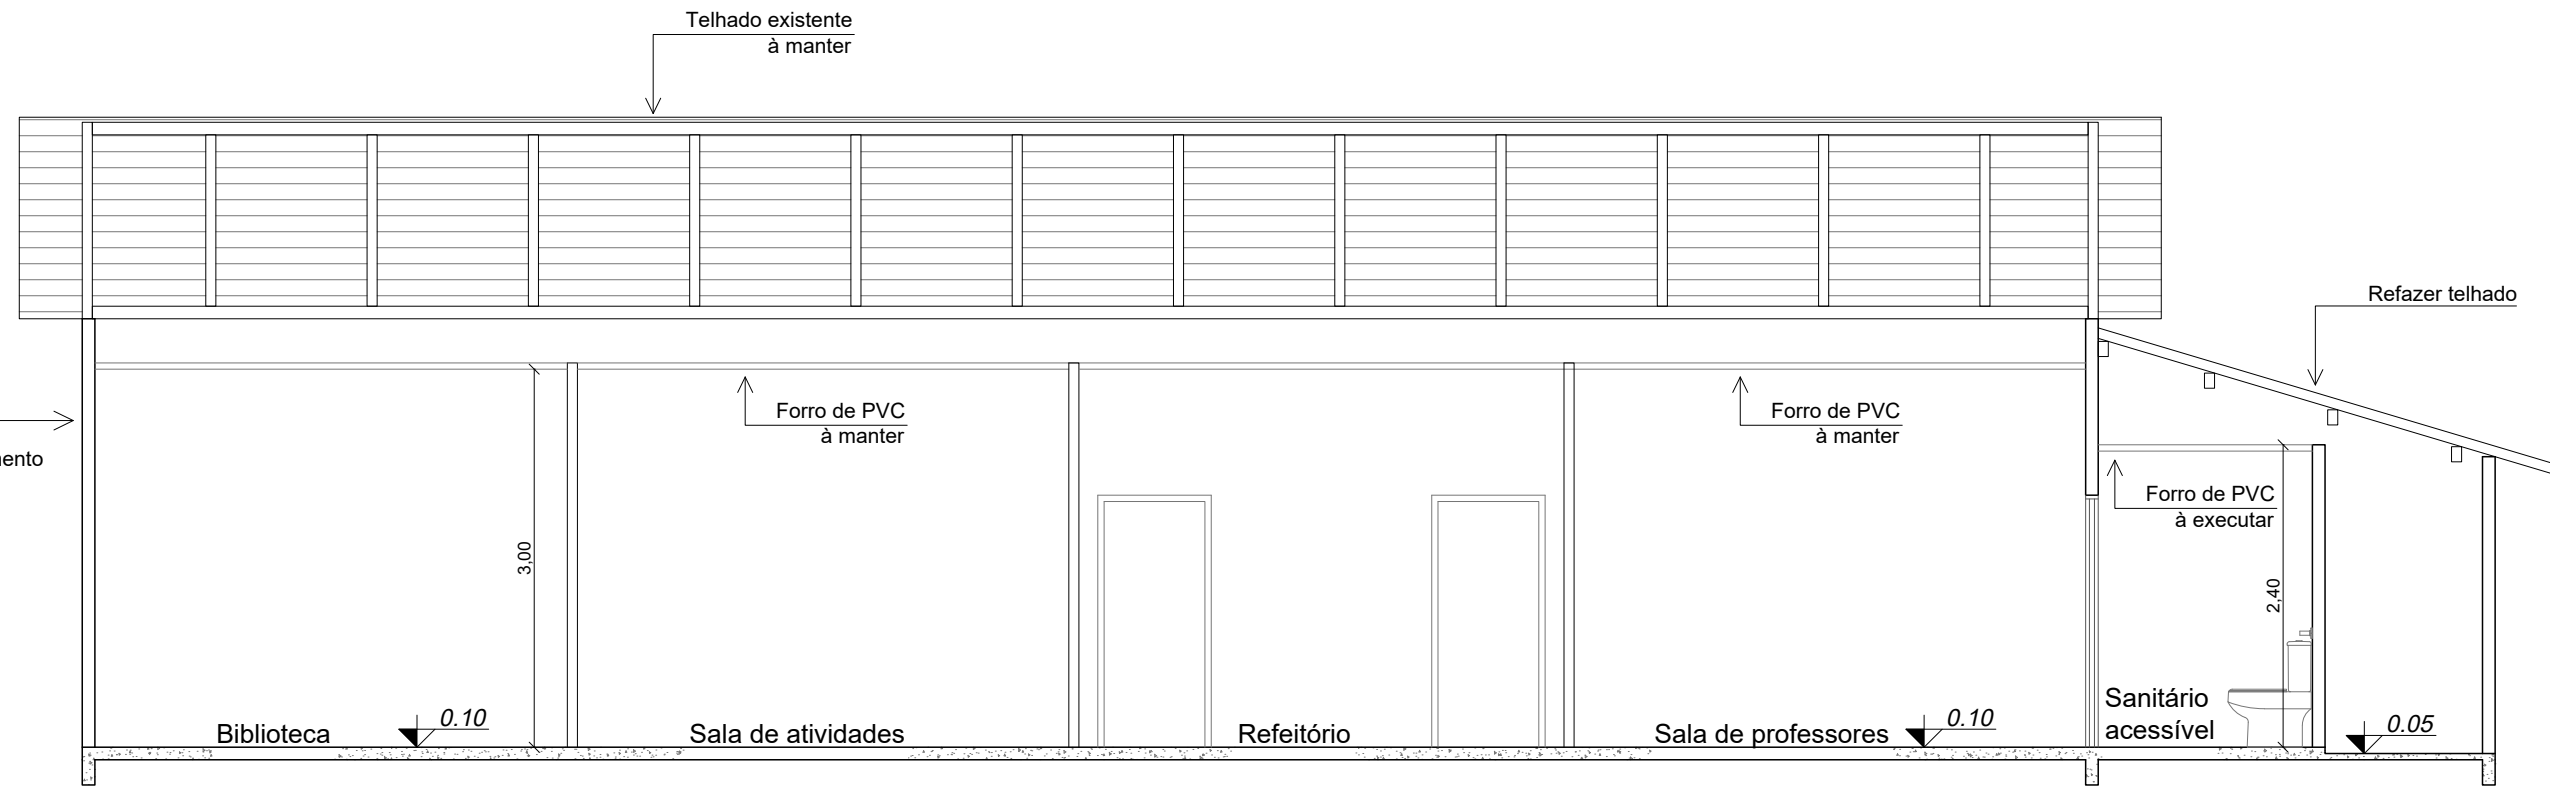 Telhado existente
à manter
Refazer telhado
Forro de PVC
à manter
Forro de PVC
à manter
Forro de PVC
à executar
3,00
2,40
Biblioteca
0.10
Sala de atividades
Refeitório
Sala de professores
0.10
Sanitário
acessível
0.05